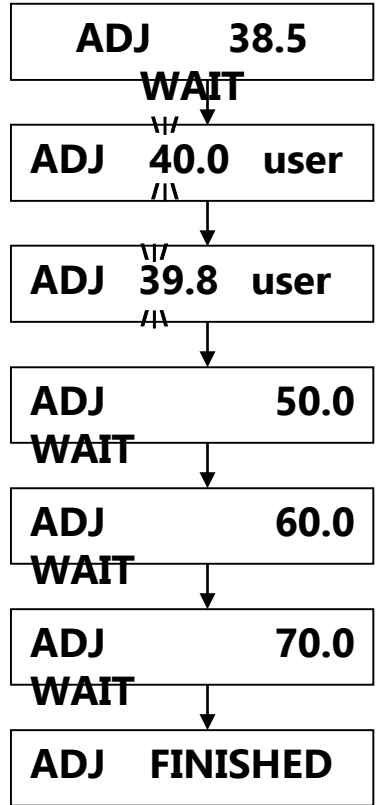 ADJ 38.5
WAIT
\|/
ADJ 40.0 user
/|\
\|/
ADJ 39.8 user
/|\
ADJ 50.0
WAIT
ADJ 60.0
WAIT
ADJ 70.0
WAIT
ADJ FINISHED